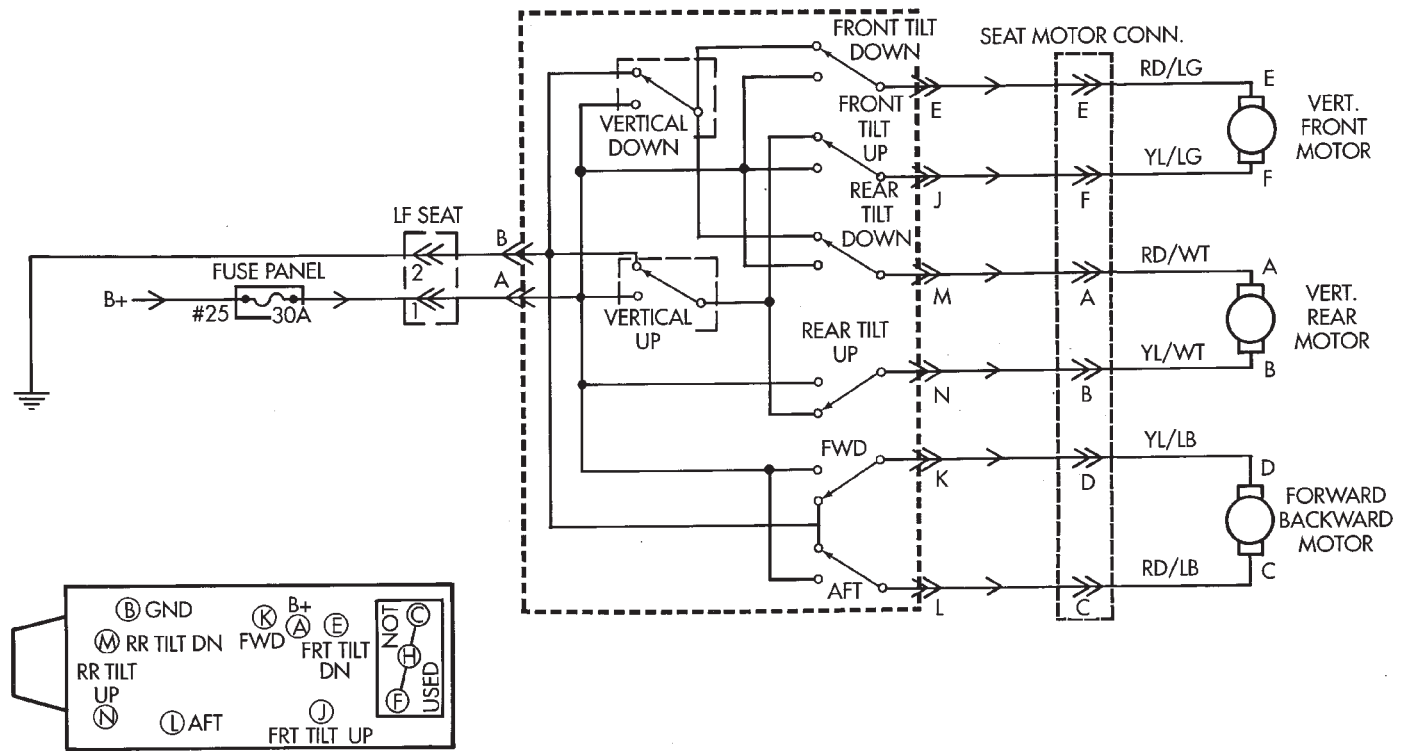 FRONT TILT
DOWN
SEAT MOTOR CONN.
RD/LG
E
E
E
FRONT
TILT
UP
VERTICAL
DOWN
VERT.
FRONT
MOTOR
YL/LG
F
J
F
REAR
TILT
DOWN
LF SEAT
B
A
2
1
FUSE PANEL
B+
#25
30A
RD/WT
A
M
A
VERTICAL
UP
REAR TILT
UP
VERT.
REAR
MOTOR
YL/WT
B
N
B
FWD
YL/LB
D
K
D
FORWARD
BACKWARD
MOTOR
AFT
RD/LB
C
L
C
B GND
K
FWD
B+
A
E
FRT TILT
DN
M RR TILT DN
RR TILT
UP
N
L AFT
J
FRT TILT UP
NOT
USED
C
H
F